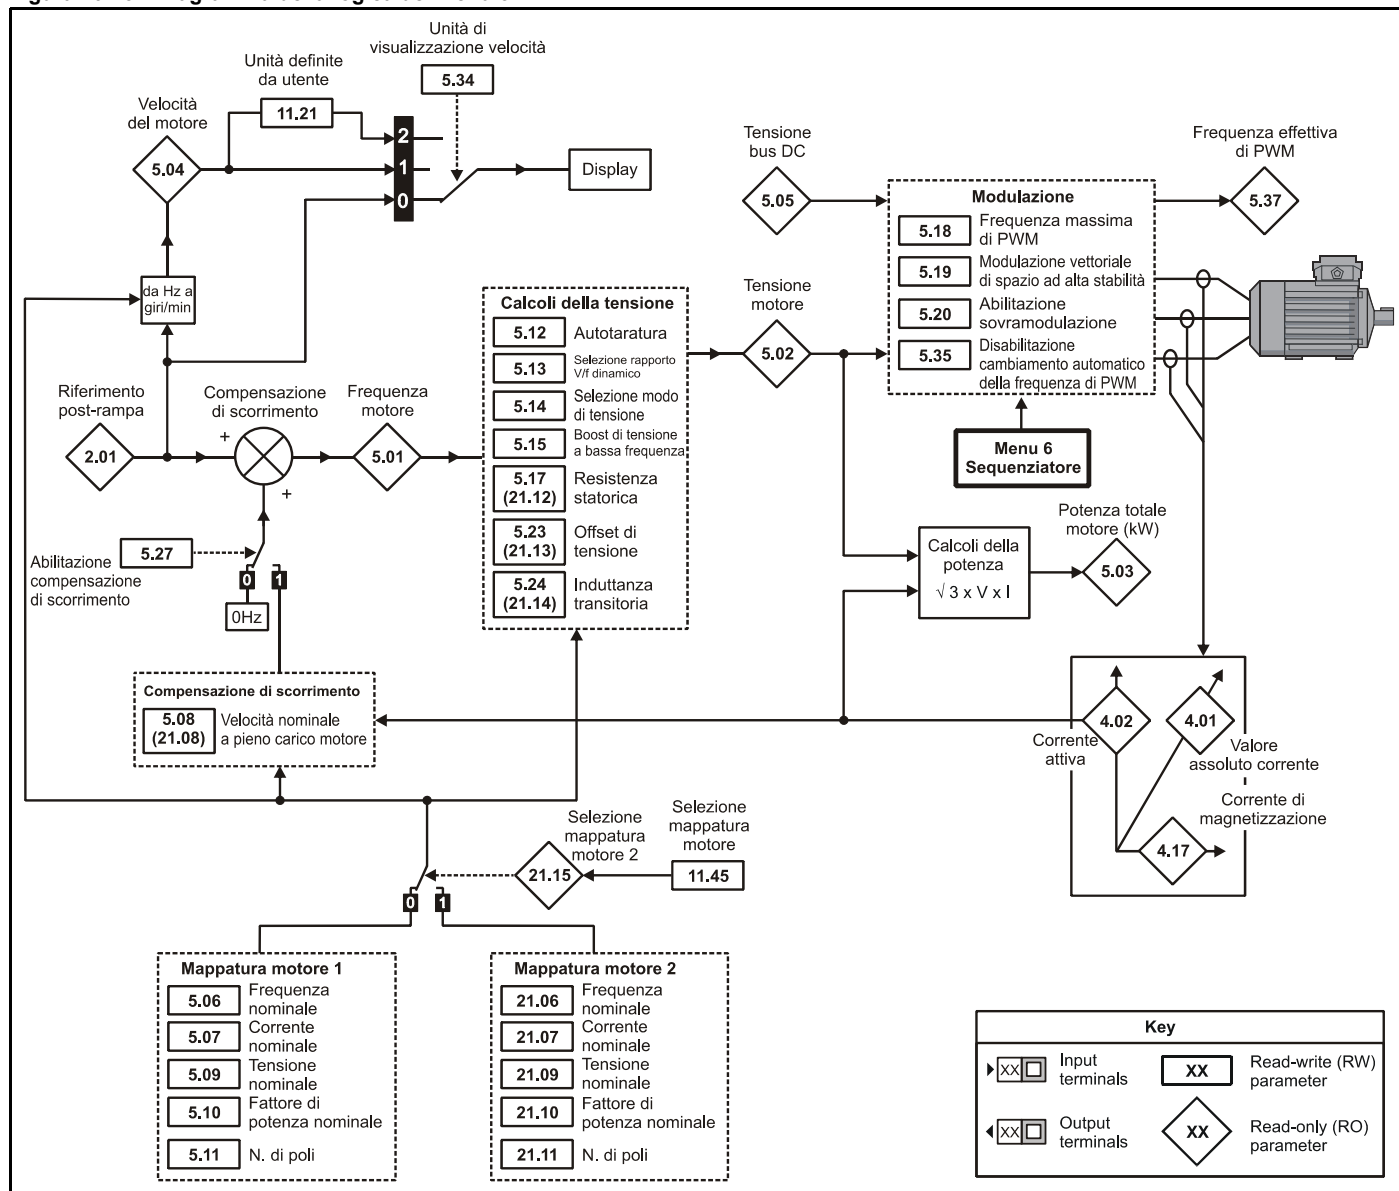 Unità di
visualizzazione velocità
5.34
Unità definite
da utente
11.21
Velocità
del motore
5.04
2
1
0
Display
da Hz a
giri/min
Riferimento
post-rampa
2.01
Compensazione
di scorrimento
+
+
Frequenza
motore
5.01
Abilitazione
compensazione
di scorrimento
5.27
0
1
0Hz
Compensazione di scorrimento
5.08
(21.08)
Velocità nominale
a pieno carico motore
Calcoli della tensione
5.12
Autotaratura
5.13
Selezione rapporto
V/f dinamico
5.14
Selezione modo
di tensione
5.15
Boost di tensione
a bassa frequenza
5.17
(21.12)
Resistenza
statorica
5.23
(21.13)
Offset di
tensione
5.24
(21.14)
Induttanza
transitoria
Tensione
bus DC
5.05
Tensione
motore
5.02
Modulazione
5.18
Frequenza massima
di PWM
5.19
Modulazione vettoriale
di spazio ad alta stabilità
5.20
Abilitazione
sovramodulazione
5.35
Disabilitazione
cambiamento automatico
della frequenza di PWM
Menu 6
Sequenziatore
Frequenza effettiva
di PWM
5.37
Calcoli della
potenza
√ 3 x V x I
Potenza totale
motore (kW)
5.03
4.02
Corrente
attiva
4.01
Valore
assoluto corrente
Corrente di
magnetizzazione
4.17
Selezione
mappatura
motore 2
21.15
Selezione
mappatura
motore
11.45
0
1
Mappatura motore 1
5.06
Frequenza
nominale
5.07
Corrente
nominale
5.09
Tensione
nominale
5.10
Fattore di
potenza nominale
5.11
N. di poli
Mappatura motore 2
21.06
Frequenza
nominale
21.07
Corrente
nominale
21.09
Tensione
nominale
21.10
Fattore di
potenza nominale
21.11
N. di poli
Key
XX
Input
terminals
XX
Read-write (RW)
parameter
XX
Output
terminals
XX
Read-only (RO)
parameter